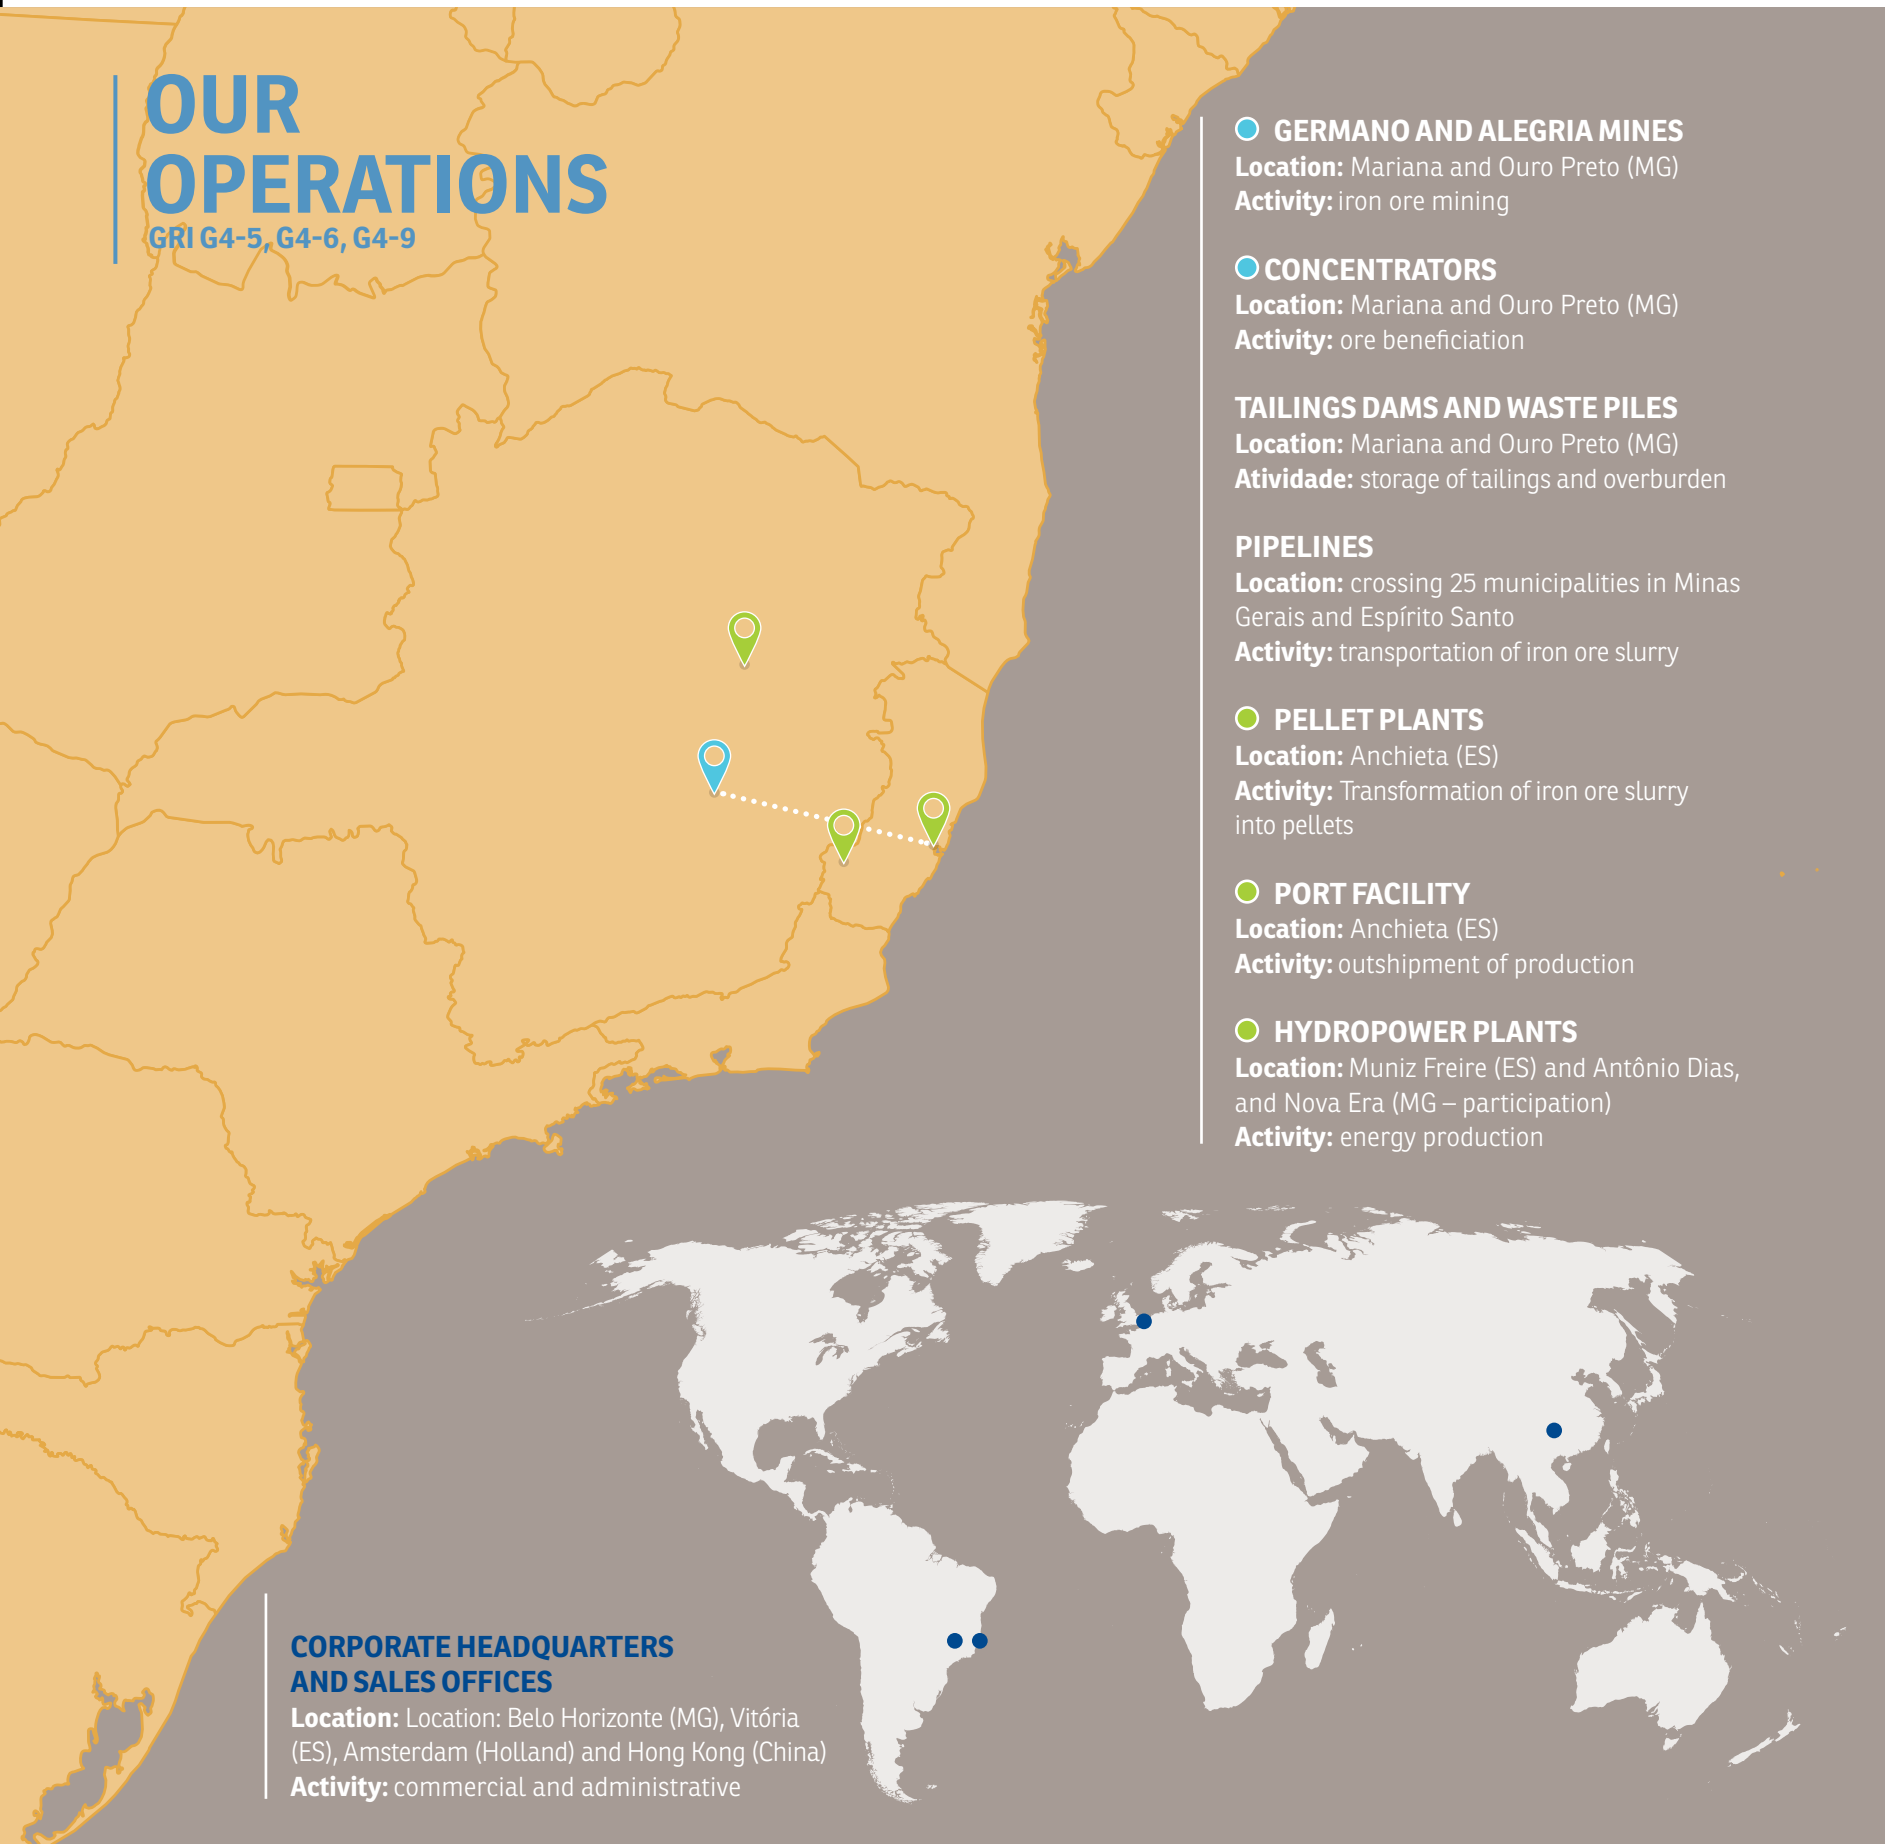 OUR
OPERATIONS
GRI G4-5, G4-6, G4-9
GERMANO AND ALEGRIA MINES
Location: Mariana and Ouro Preto (MG)
Activity: iron ore mining
CONCENTRATORS
Location: Mariana and Ouro Preto (MG)
Activity: ore beneficiation
TAILINGS DAMS AND WASTE PILES
Location: Mariana and Ouro Preto (MG)
Atividade: storage of tailings and overburden
PIPELINES
Location: crossing 25 municipalities in Minas
Gerais and Espírito Santo
Activity: transportation of iron ore slurry
PELLET PLANTS
Location: Anchieta (ES)
Activity: Transformation of iron ore slurry
into pellets
PORT FACILITY
Location: Anchieta (ES)
Activity: outshipment of production
HYDROPOWER PLANTS
Location: Muniz Freire (ES) and Antônio Dias,
and Nova Era (MG – participation)
Activity: energy production
CORPORATE HEADQUARTERS
AND SALES OFFICES
Location: Location: Belo Horizonte (MG), Vitória
(ES), Amsterdam (Holland) and Hong Kong (China)
Activity: commercial and administrative